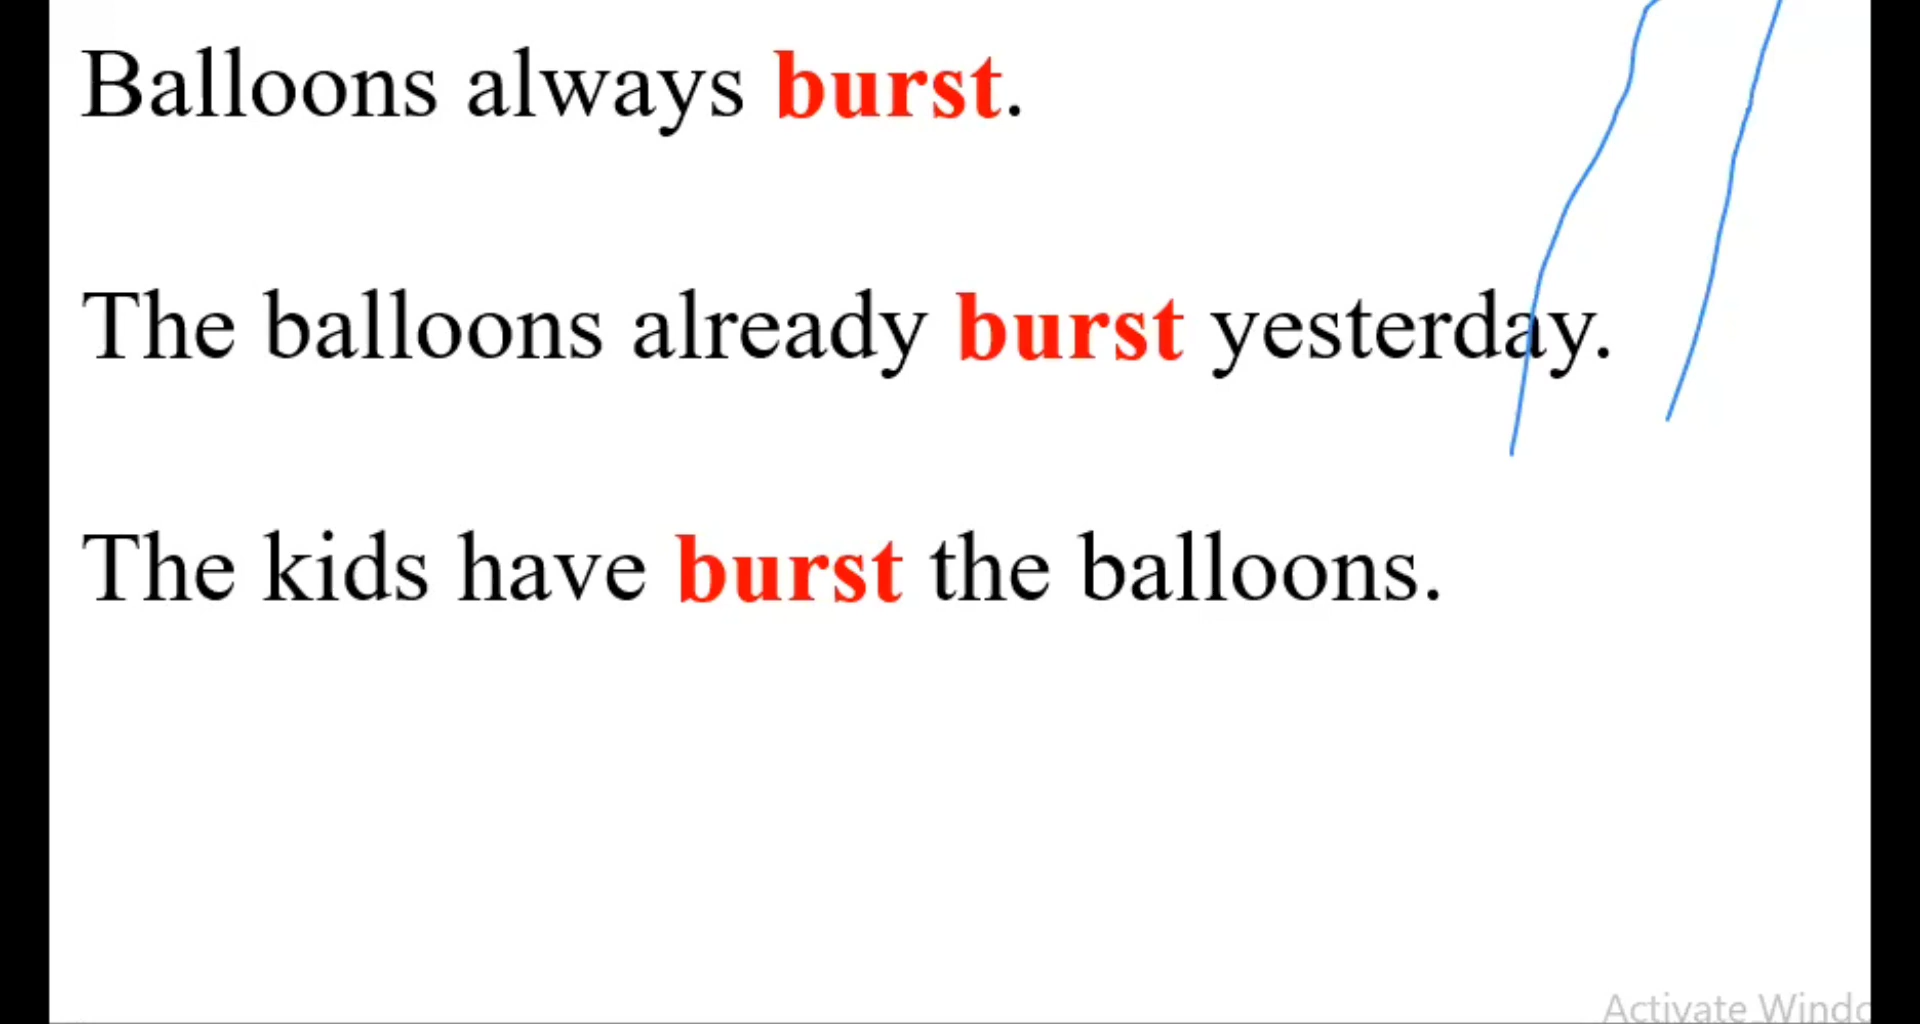 Balloons always burst.
The balloons already burst yesterday.
The kids have burst the balloons.
Activate Windo